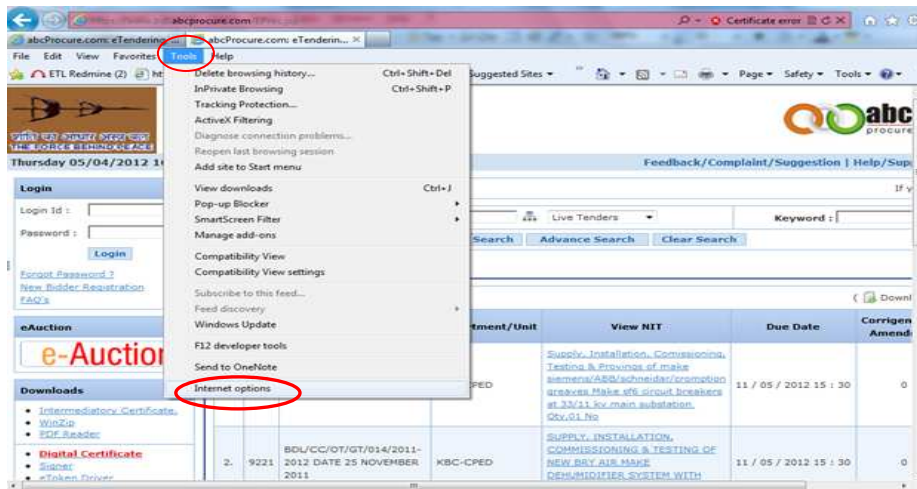 abcprocure.com
Certificate error
abcProcure.com: eTendering
abcProcure.com: eTenderin...
File Edit View Favorites Tools Help
ETL Redmine (2)
Suggested Sites
Page Safety Tools
Delete browsing history... Ctrl+Shift+Del
InPrivate Browsing Ctrl+Shift+P
Tracking Protection...
ActiveX Filtering
Diagnose connection problems...
Reopen last browsing session
Add site to Start menu
View downloads Ctrl+J
Pop-up Blocker
SmartScreen Filter
Manage add-ons
Compatibility View
Compatibility View settings
Subscribe to this feed...
Feed discovery
Windows Update
F12 developer tools
Send to OneNote
Internet options
THE FORCE BEHIND PEACE
abc
procure
Thursday 05/04/2012 1
Feedback/Complaint/Suggestion | Help/Sup
Login
Login Id :
Password :
Login
Forgot Password ?
New Bidder Registration
FAQ's
eAuction
e-Auction
Downloads
Intermediatory Certificate.
WinZip
PDF Reader
Digital Certificate
Signer
eToken Driver
If y
Live Tenders
Keyword :
Search Advance Search Clear Search
( Downl
tment/Unit View NIT Due Date Corrigen
Amend
CPED
Supply, Installation, Comissioning,
Testing & Provings of make
siemens/ABB/schneidar/crompton
greaves Make sf6 circuit breakers
at 33/11 kv main substation.
Qty.01 No
11 / 05 / 2012 15 : 30
0
2. 9221
BDL/CC/OT/GT/014/2011-
2012 DATE 25 NOVEMBER
2011
KBC-CPED
SUPPLY, INSTALLATION,
COMMISSIONING & TESTING OF
NEW BRY AIR MAKE
DEHUMIDIFIER SYSTEM WITH
11 / 05 / 2012 15 : 30
0